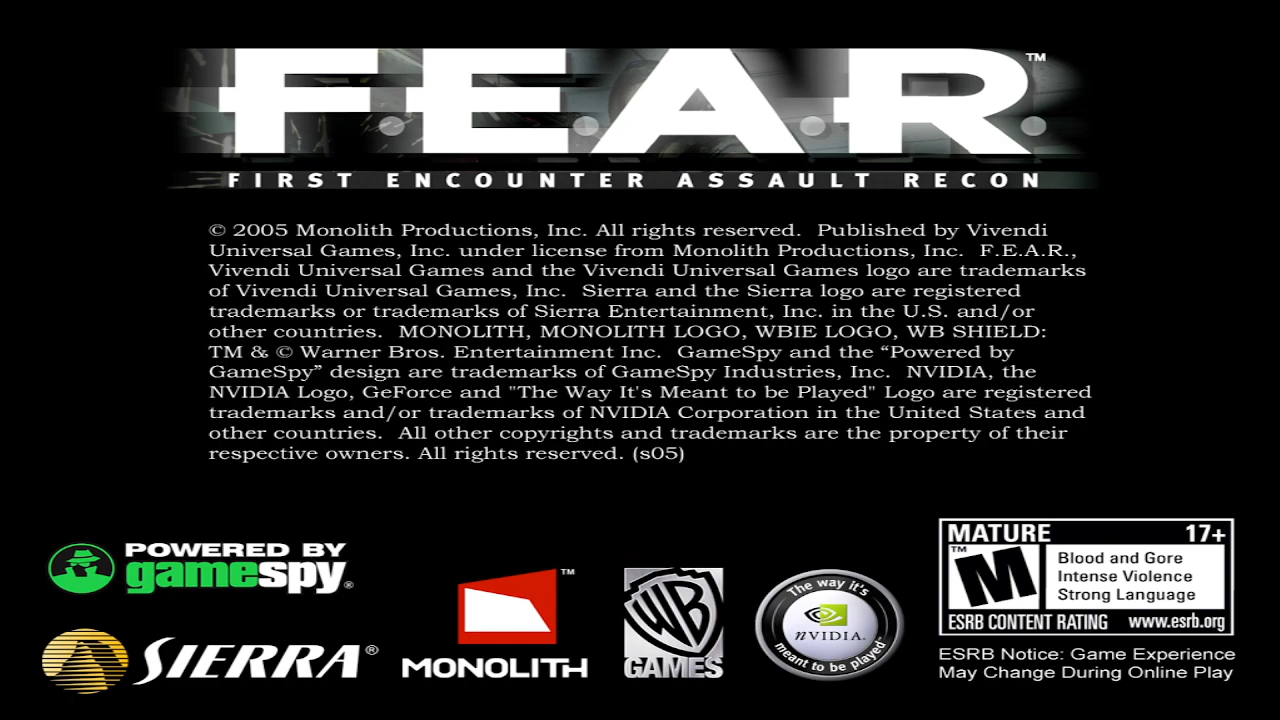 F.E.A.R.™
FIRST ENCOUNTER ASSAULT RECON
© 2005 Monolith Productions, Inc. All rights reserved.  Published by Vivendi
Universal Games, Inc. under license from Monolith Productions, Inc.  F.E.A.R.,
Vivendi Universal Games and the Vivendi Universal Games logo are trademarks
of Vivendi Universal Games, Inc.  Sierra and the Sierra logo are registered
trademarks or trademarks of Sierra Entertainment, Inc. in the U.S. and/or
other countries.  MONOLITH, MONOLITH LOGO, WBIE LOGO, WB SHIELD:
TM & © Warner Bros. Entertainment Inc.  GameSpy and the “Powered by
GameSpy” design are trademarks of GameSpy Industries, Inc.  NVIDIA, the
NVIDIA Logo, GeForce and "The Way It's Meant to be Played" Logo are registered
trademarks and/or trademarks of NVIDIA Corporation in the United States and
other countries.  All other copyrights and trademarks are the property of their
respective owners. All rights reserved. (s05)
POWERED BY
gamespy®
SIERRA®
™
MONOLITH
WB
GAMES
The way it's
nVIDIA.
meant to be played
MATURE 17+
™
M
Blood and Gore
Intense Violence
Strong Language
ESRB CONTENT RATING www.esrb.org
ESRB Notice: Game Experience
May Change During Online Play